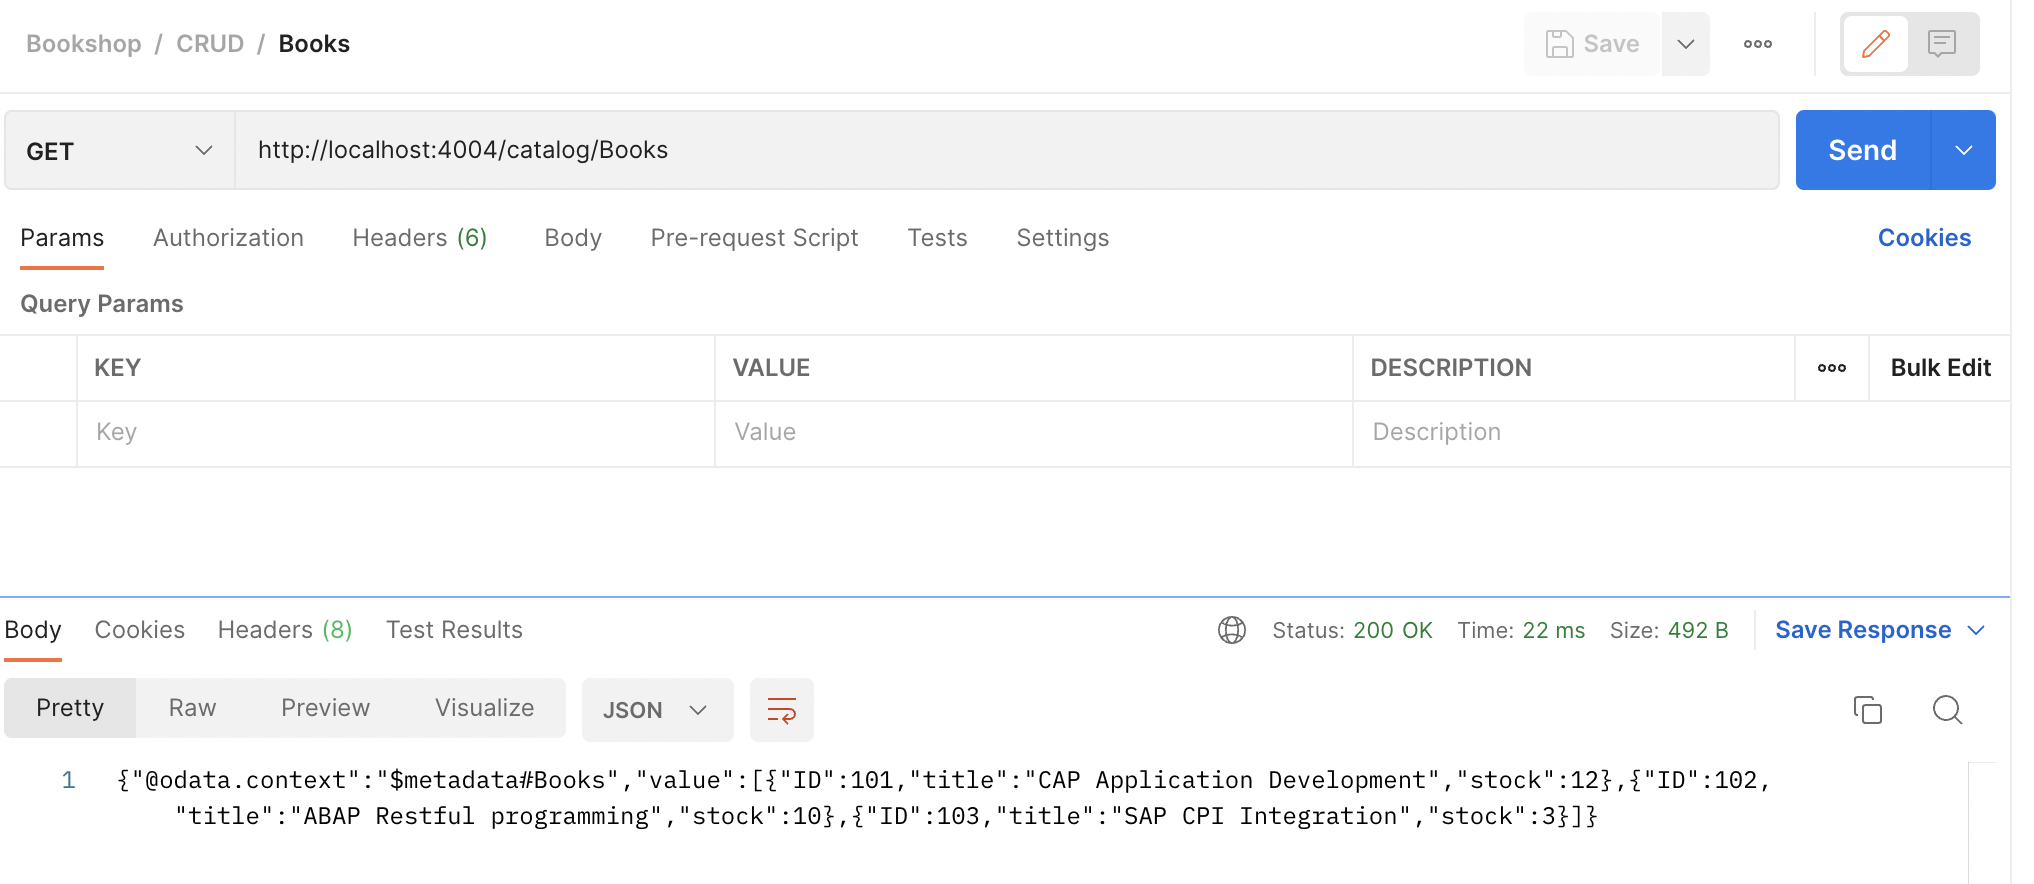 Bookshop / CRUD / Books
Save
GET
http://localhost:4004/catalog/Books
Send
Params Authorization Headers (6) Body Pre-request Script Tests Settings Cookies
Query Params
KEY VALUE DESCRIPTION Bulk Edit
Key Value Description
Body Cookies Headers (8) Test Results Status: 200 OK Time: 22 ms Size: 492 B Save Response
Pretty Raw Preview Visualize JSON
1 {"@odata.context":"$metadata#Books","value":[{"ID":101,"title":"CAP Application Development","stock":12},{"ID":102,
"title":"ABAP Restful programming","stock":10},{"ID":103,"title":"SAP CPI Integration","stock":3}]}